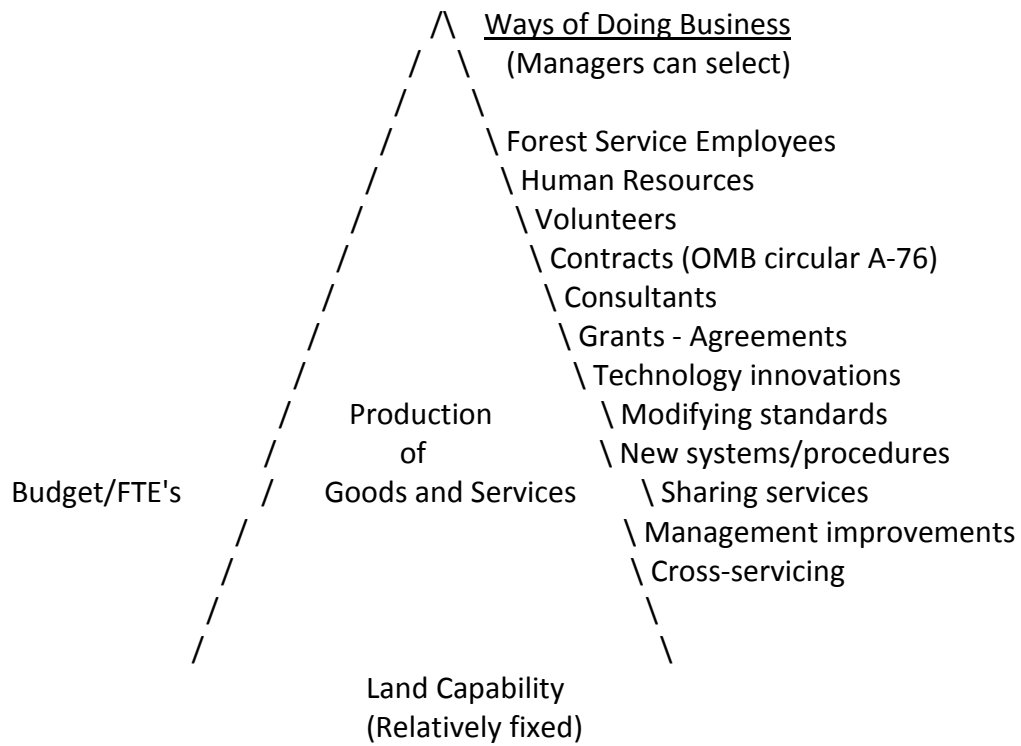 /\ Ways of Doing Business
/ \ (Managers can select)
/ \
/ \ Forest Service Employees
/ \ Human Resources
/ \ Volunteers
/ \ Contracts (OMB circular A-76)
/ \ Consultants
/ \ Grants - Agreements
/ \ Technology innovations
/ Production \ Modifying standards
/ of \ New systems/procedures
Budget/FTE's / Goods and Services \ Sharing services
/ \ Management improvements
/ \ Cross-servicing
/ \
/ \
Land Capability
(Relatively fixed)